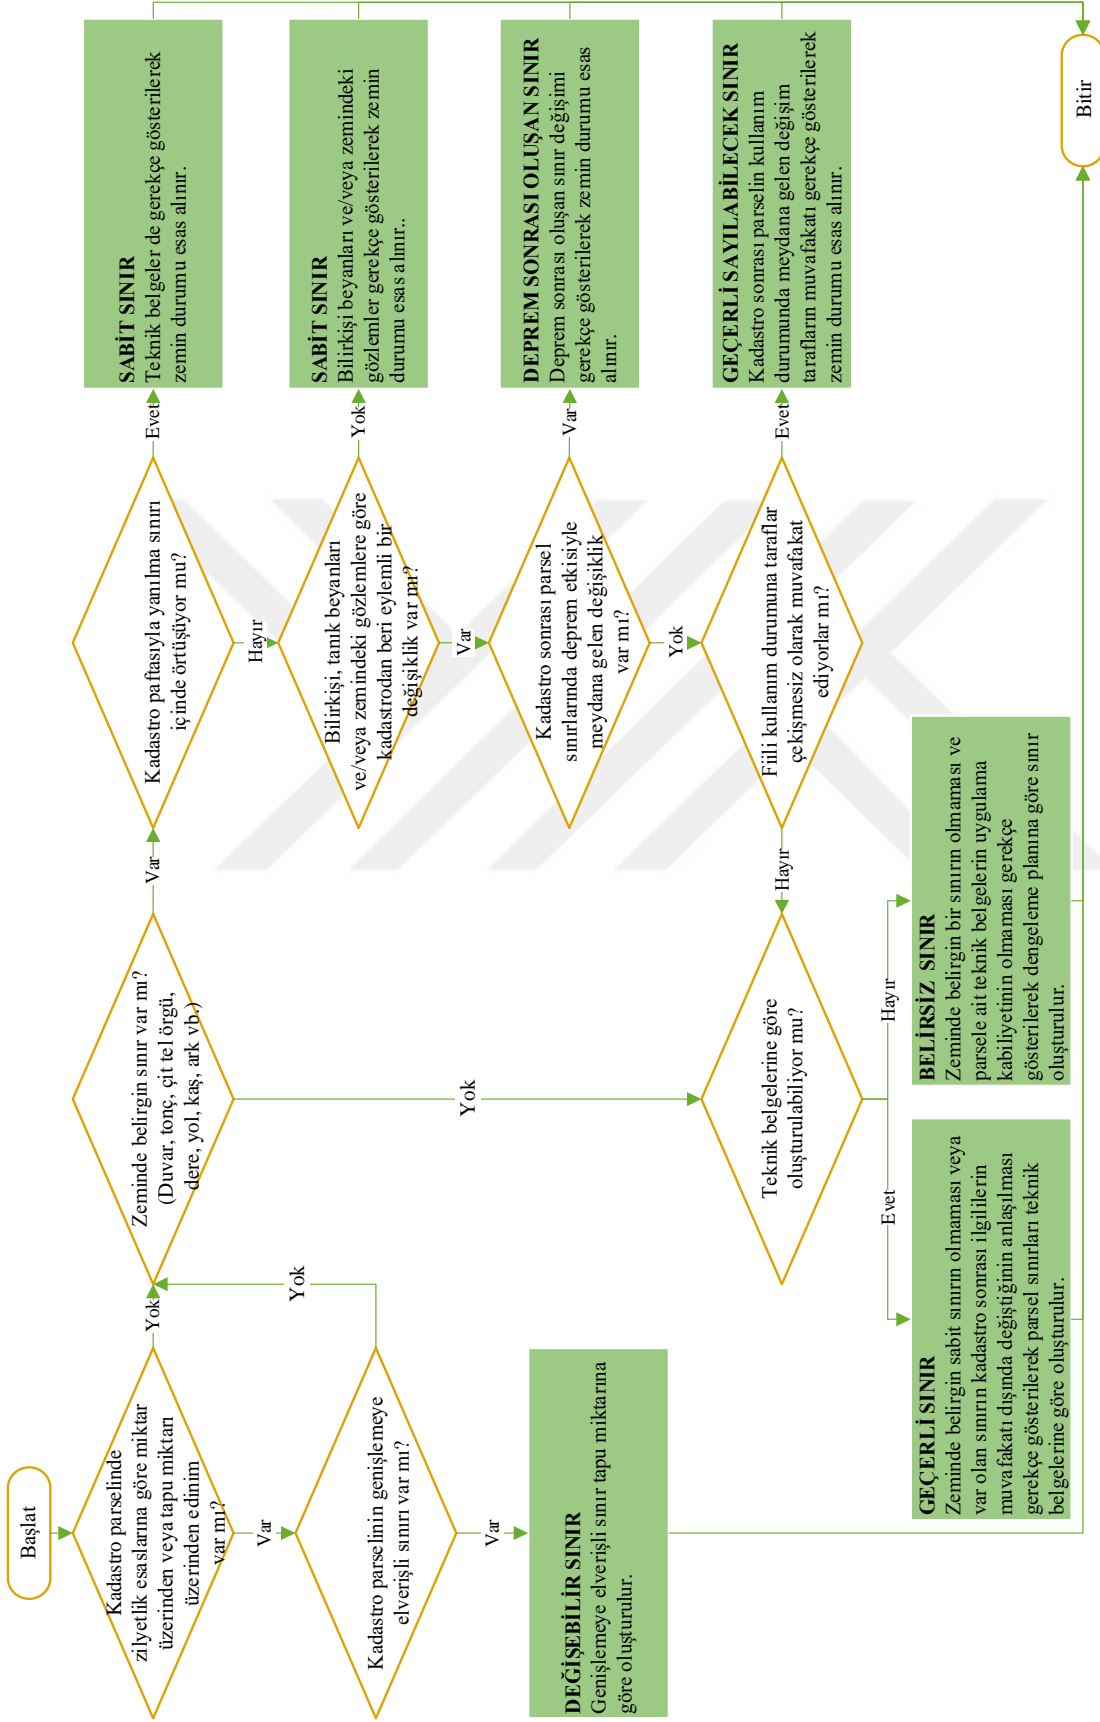 Başlat
Kadastro parselinde
zilyetlik esaslarına göre miktar
üzerinden veya tapu miktarı
üzerinden edinim
var mı?
Yok
Var
Kadastro parselinin genişlemeye
elverişli sınırı var mı?
Yok
Var
DEĞİŞEBİLİR SINIR
Genişlemeye elverişli sınır tapu miktarına
göre oluşturulur.
Zeminde belirgin sınır var mı?
(Duvar, tonç, çit tel örgü,
dere, yol, kaş, ark vb.)
Var
Yok
Kadastro paftasıyla yanılma sınırı
içinde örtüşüyor mu?
Evet
Hayır
SABİT SINIR
Teknik belgeler de gerekçe gösterilerek
zemin durumu esas alınır.
Bilirkişi, tanık beyanları
ve/veya zemindeki gözlemlere göre
kadastrodan beri eylemli bir
değişiklik var mı?
Yok
Var
SABİT SINIR
Bilirkişi beyanları ve/veya zemindeki
gözlemler gerekçe gösterilerek zemin
durumu esas alınır..
Kadastro sonrası parsel
sınırlarında deprem etkisiyle
meydana gelen değişiklik
var mı?
Var
Yok
DEPREM SONRASI OLUŞAN SINIR
Deprem sonrası oluşan sınır değişimi
gerekçe gösterilerek zemin durumu esas
alınır.
Fiili kullanım durumuna taraflar
çekişmesiz olarak muvafakat
ediyorlar mı?
Evet
Hayır
GEÇERLİ SAYILABİLECEK SINIR
Kadastro sonrası parselin kullanım
durumunda meydana gelen değişim
tarafların muvafakatı gerekçe gösterilerek
zemin durumu esas alınır.
Teknik belgelerine göre
oluşturulabiliyor mu?
Evet
Hayır
GEÇERLİ SINIR
Zeminde belirgin sabit sınırın olmaması veya
var olan sınırın kadastro sonrası ilgililerin
muvafakatı dışında değiştiğinin anlaşılması
gerekçe gösterilerek parsel sınırları teknik
belgelerine göre oluşturulur.
BELİRSİZ SINIR
Zeminde belirgin bir sınırın olmaması ve
parsele ait teknik belgelerin uygulama
kabiliyetinin olmaması gerekçe
gösterilerek dengeleme planına göre sınır
oluşturulur.
Bitir